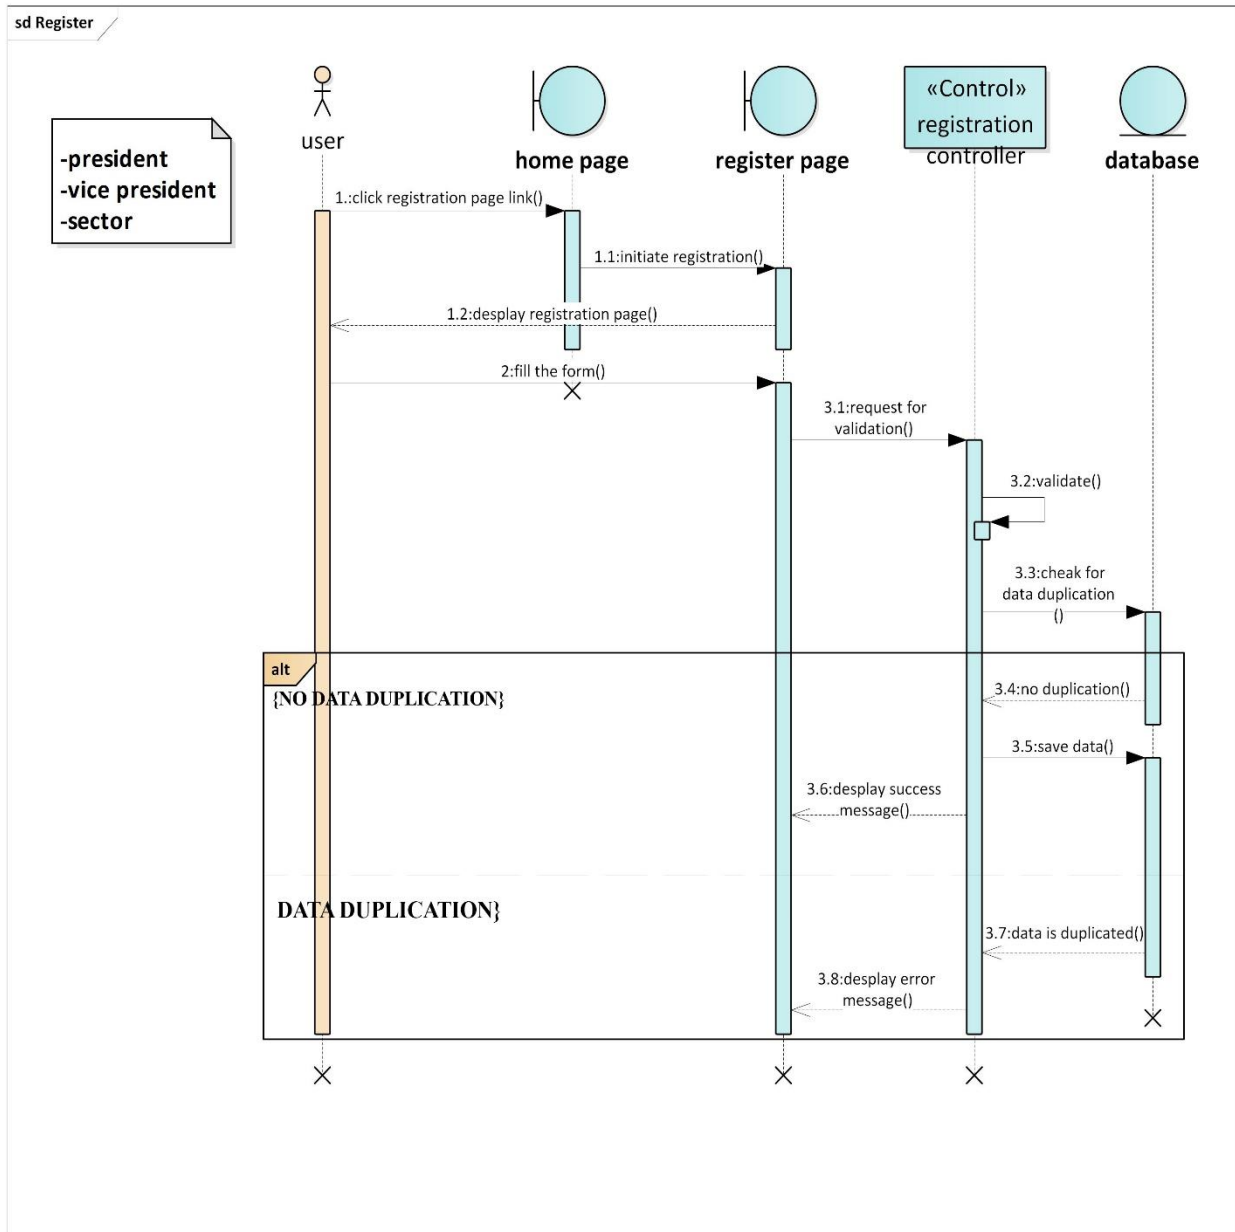 sd Register
-president
-vice president
-sector
user
home page
register page
«Control»
registration
controller
database
1.:click registration page link()
1.1:initiate registration()
1.2:desplay registration page()
2:fill the form()
3.1:request for
validation()
3.2:validate()
3.3:cheak for
data duplication
()
alt
{NO DATA DUPLICATION}
3.4:no duplication()
3.5:save data()
3.6:desplay success
message()
DATA DUPLICATION}
3.7:data is duplicated()
3.8:desplay error
message()